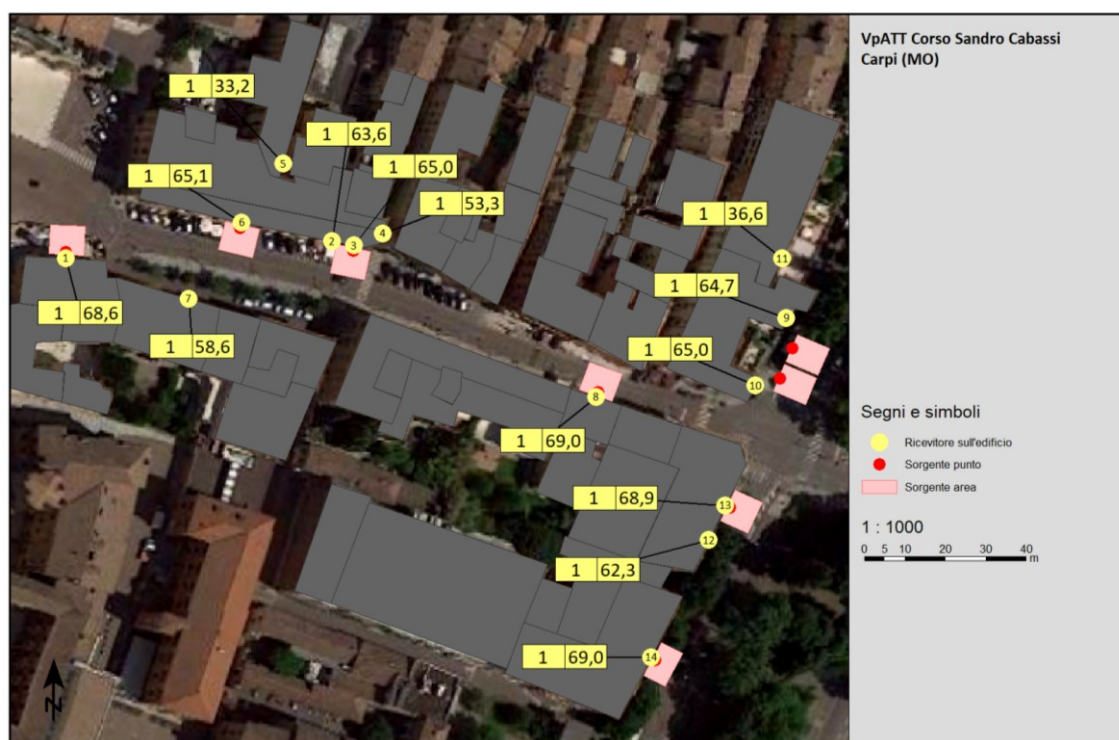 VpATT Corso Sandro Cabassi
Carpi (MO)
1 33,2
5
1 63,6
1 65,0
1 65,1
6
1 53,3
2
3
4
1 36,6
11
1 64,7
9
1
7
1 68,6
1 58,6
1 65,0
10
8
1 69,0
1 68,9
13
12
1 62,3
1 69,0
14
N
Segni e simboli
Ricevitore sull'edificio
Sorgente punto
Sorgente area
1 : 1000
0 5 10 20 30 40
m